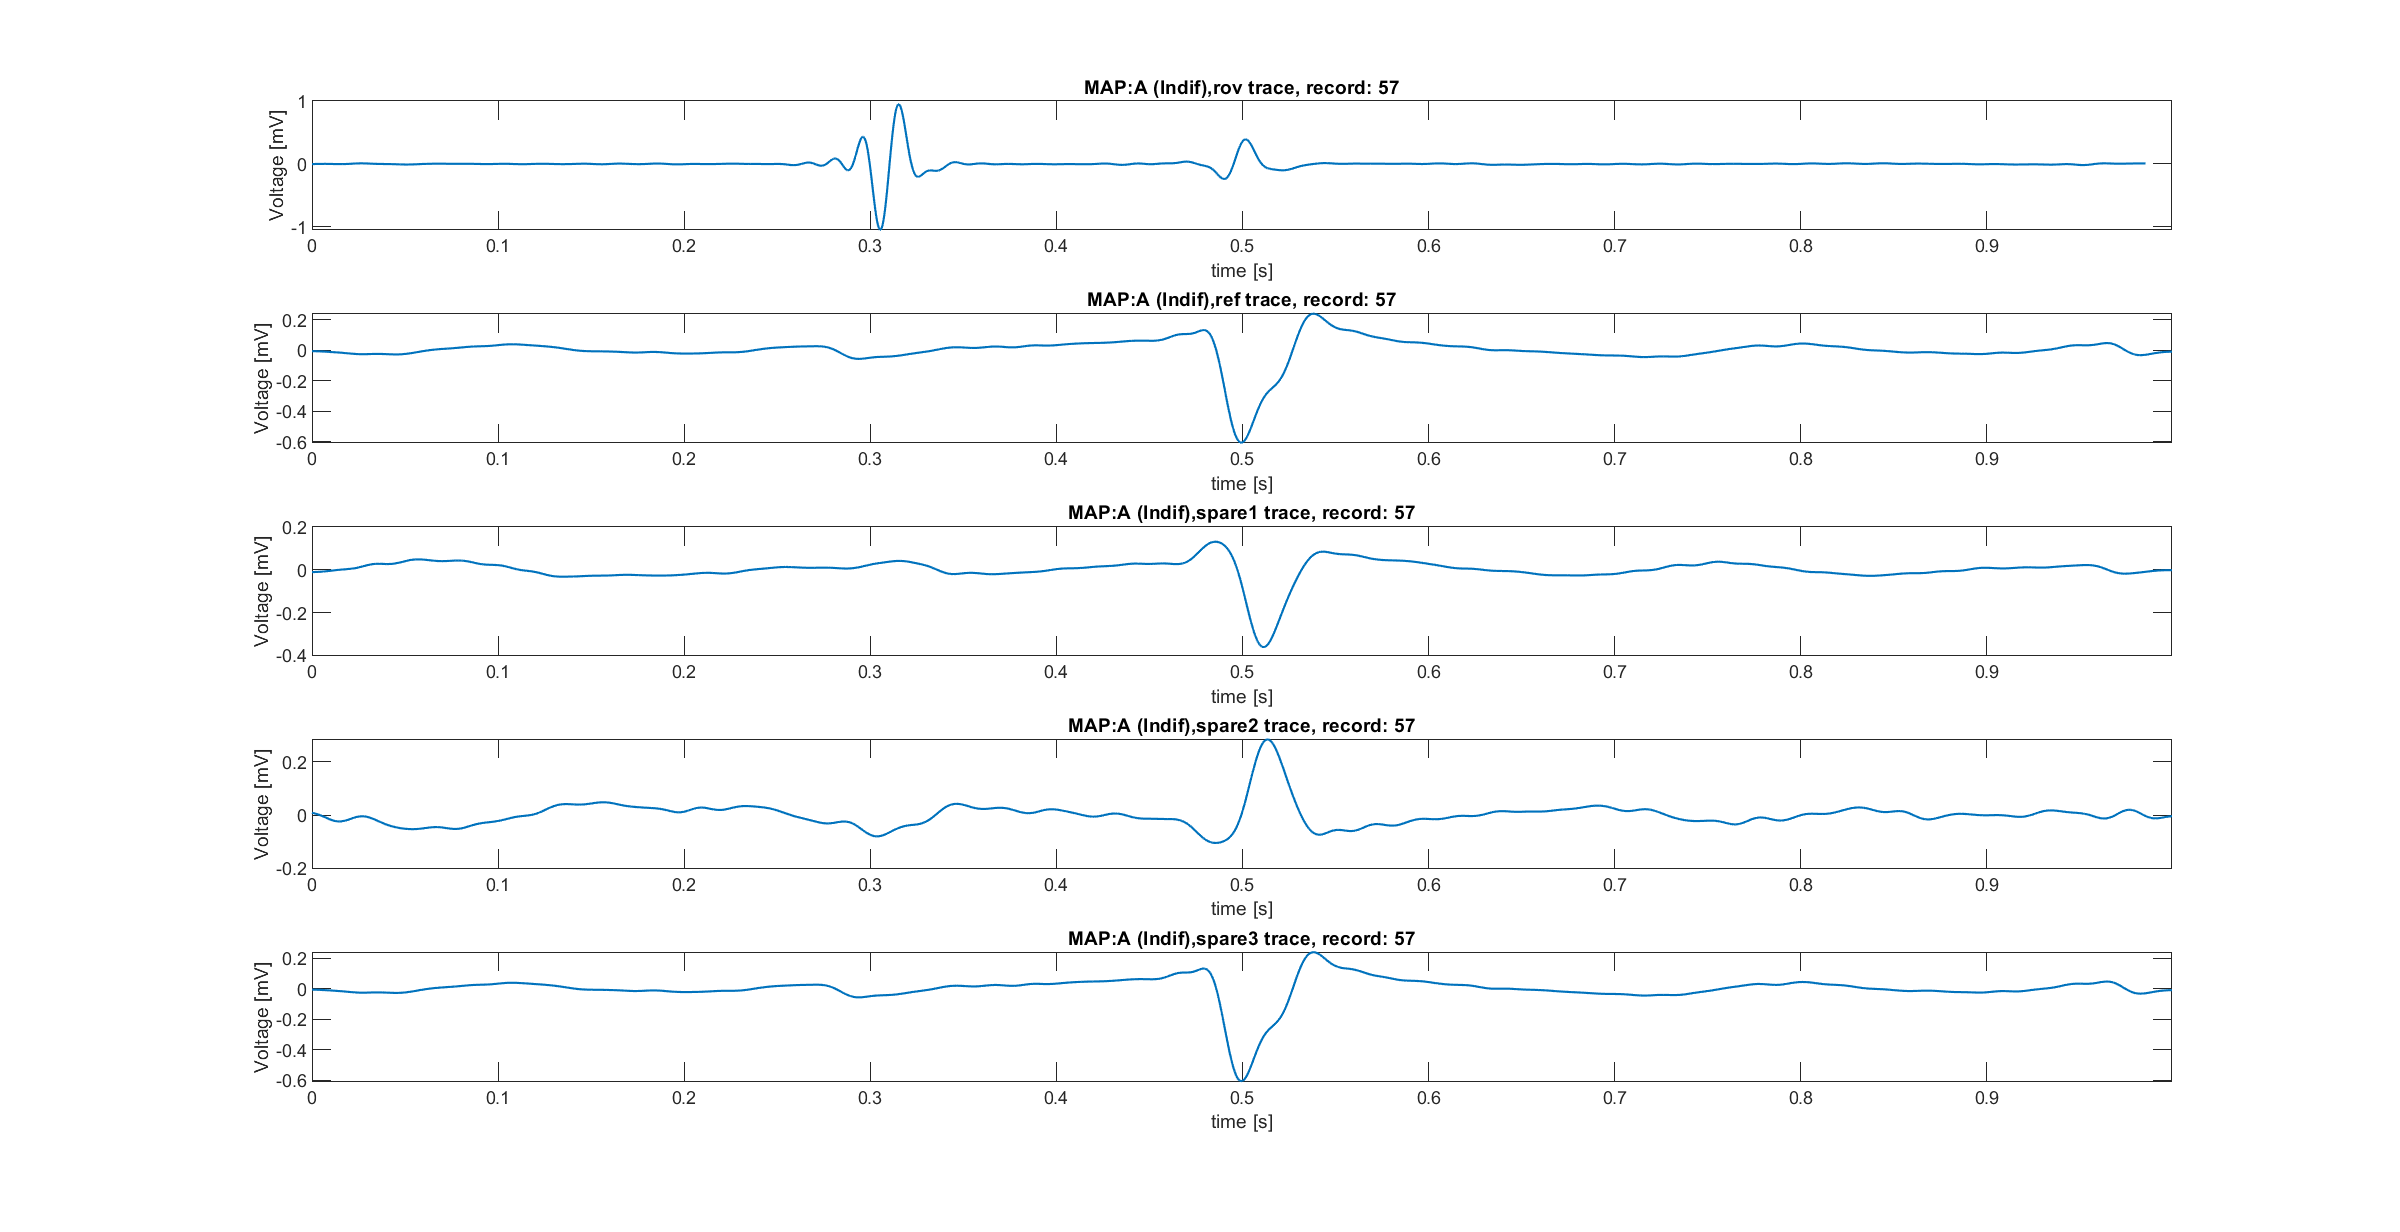 MAP:A (Indif),rov trace, record: 57
Voltage [mV]
1
0
-1
0 0.1 0.2 0.3 0.4 0.5 0.6 0.7 0.8 0.9
time [s]
MAP:A (Indif),ref trace, record: 57
Voltage [mV]
0.2
0
-0.2
-0.4
-0.6
0 0.1 0.2 0.3 0.4 0.5 0.6 0.7 0.8 0.9
time [s]
MAP:A (Indif),spare1 trace, record: 57
Voltage [mV]
0.2
0
-0.2
-0.4
0 0.1 0.2 0.3 0.4 0.5 0.6 0.7 0.8 0.9
time [s]
MAP:A (Indif),spare2 trace, record: 57
Voltage [mV]
0.2
0
-0.2
0 0.1 0.2 0.3 0.4 0.5 0.6 0.7 0.8 0.9
time [s]
MAP:A (Indif),spare3 trace, record: 57
Voltage [mV]
0.2
0
-0.2
-0.4
-0.6
0 0.1 0.2 0.3 0.4 0.5 0.6 0.7 0.8 0.9
time [s]